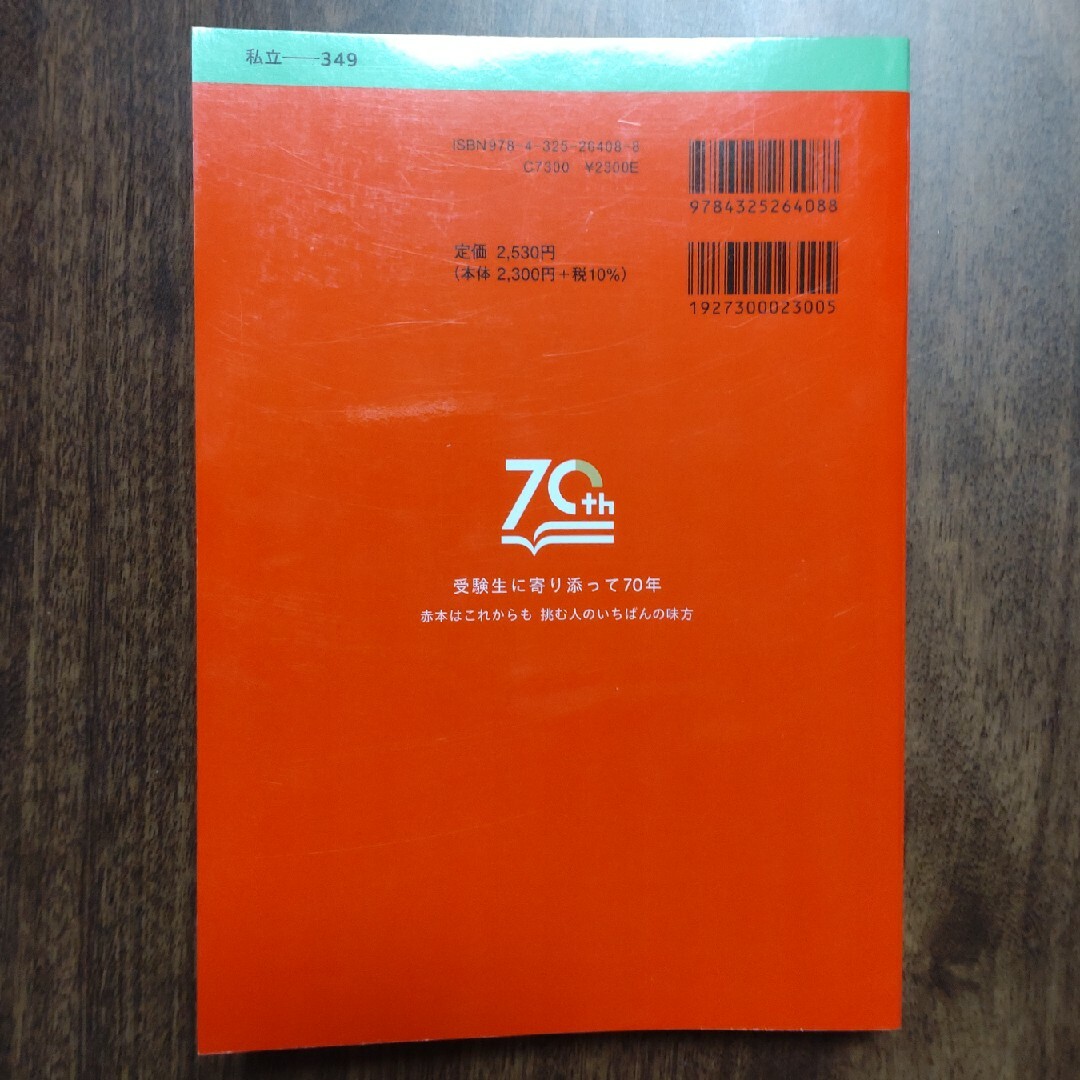 私立――349
ISBN978-4-325-26408-8
C7300 ¥2300E
9784325264088
定価 2,530円
(本体 2,300円+税10%)
1927300023005
70th
受験生に寄り添って70年
赤本はこれからも 挑む人のいちばんの味方